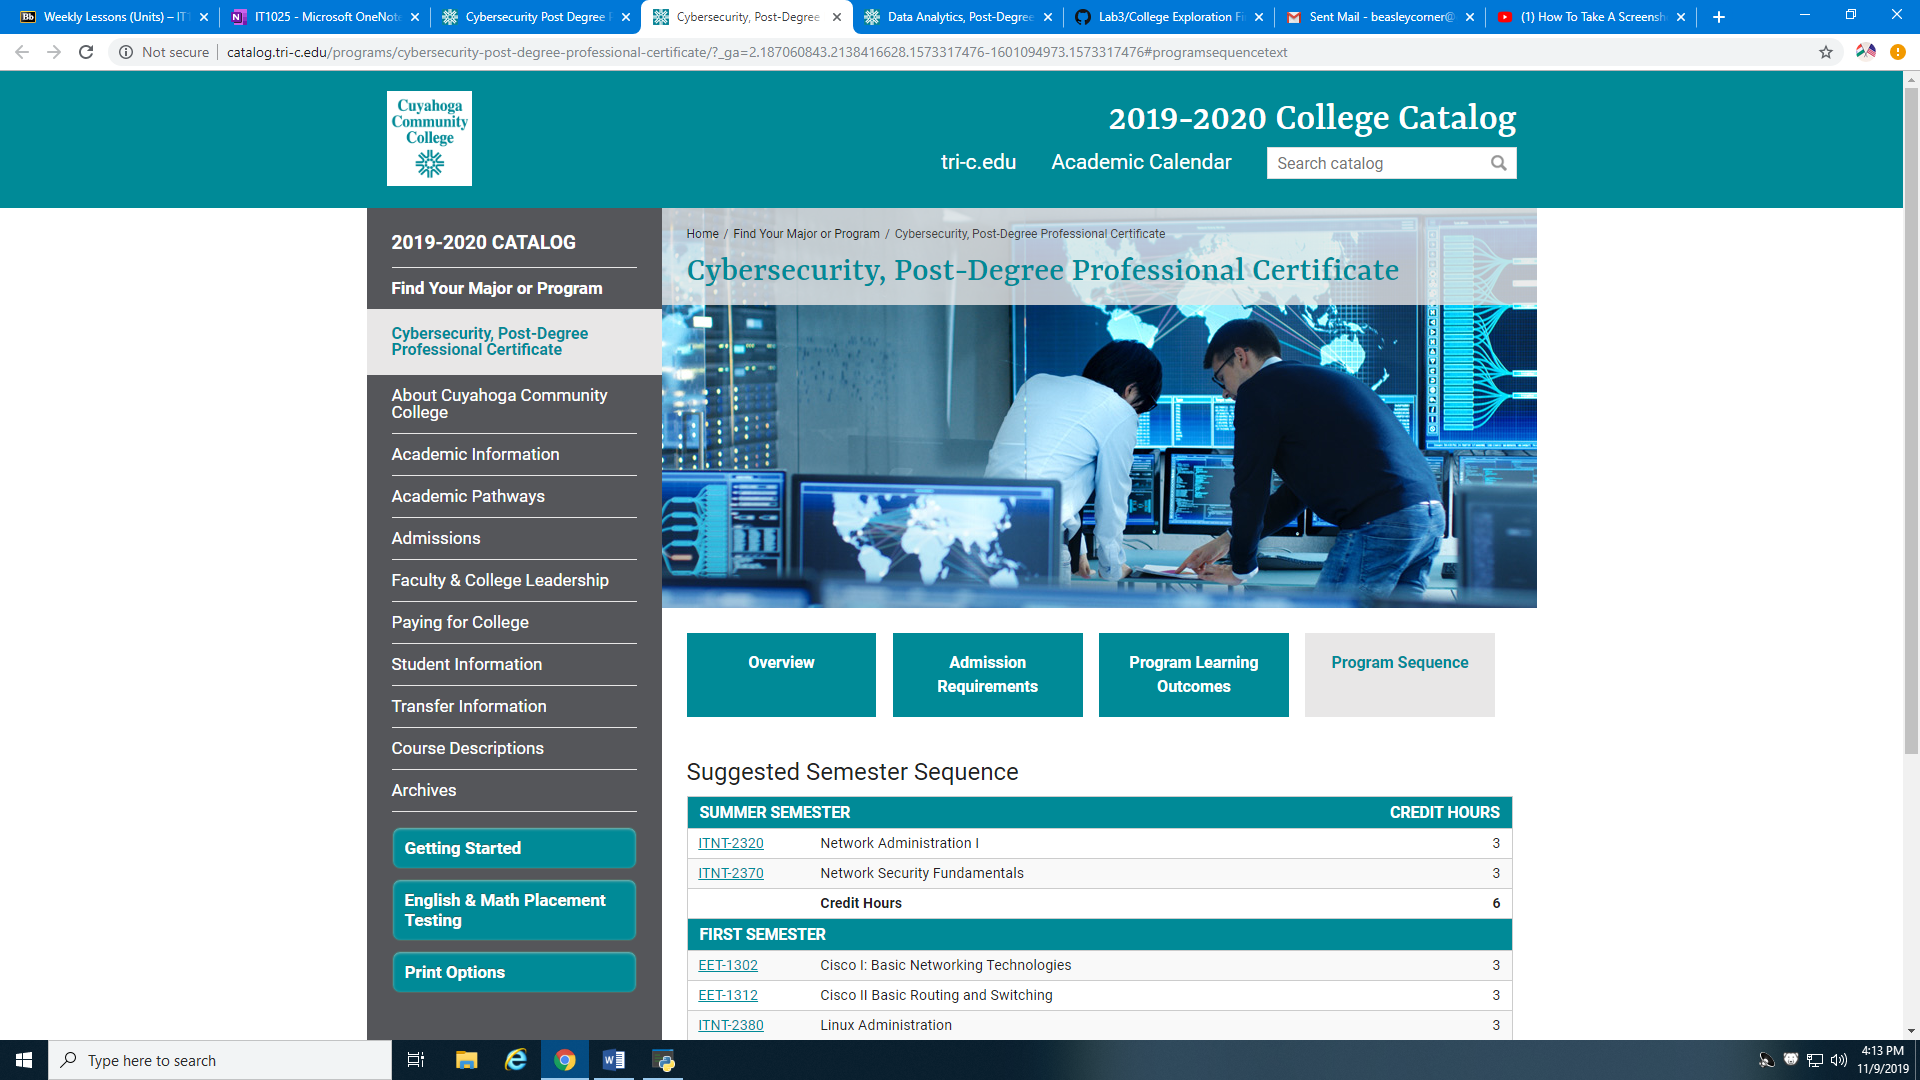 Weekly Lessons (Units) – IT1
IT1025 - Microsoft OneNote
Cybersecurity Post Degree P
Cybersecurity, Post-Degree
Data Analytics, Post-Degree
Lab3/College Exploration Fi
Sent Mail - beasleycorner@
(1) How To Take A Screensh
Not secure
catalog.tri-c.edu/programs/cybersecurity-post-degree-professional-certificate/?_ga=2.187060843.2138416628.1573317476-1601094973.1573317476#programsequencetext
Cuyahoga
Community
College
2019-2020 College Catalog
tri-c.edu
Academic Calendar
Search catalog
2019-2020 CATALOG
Find Your Major or Program
Cybersecurity, Post-Degree
Professional Certificate
About Cuyahoga Community
College
Academic Information
Academic Pathways
Admissions
Faculty & College Leadership
Paying for College
Student Information
Transfer Information
Course Descriptions
Archives
Getting Started
English & Math Placement
Testing
Print Options
Home / Find Your Major or Program / Cybersecurity, Post-Degree Professional Certificate
Cybersecurity, Post-Degree Professional Certificate
Overview
Admission
Requirements
Program Learning
Outcomes
Program Sequence
Suggested Semester Sequence
SUMMER SEMESTER CREDIT HOURS
ITNT-2320 Network Administration I 3
ITNT-2370 Network Security Fundamentals 3
Credit Hours 6
FIRST SEMESTER
EET-1302 Cisco I: Basic Networking Technologies 3
EET-1312 Cisco II Basic Routing and Switching 3
ITNT-2380 Linux Administration 3
Type here to search
4:13 PM
11/9/2019